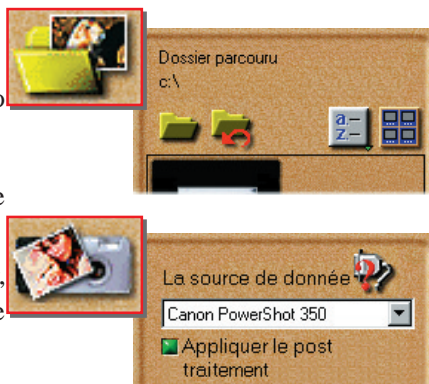 Dossier parcouru
c:\
a.–
z.–
La source de donnée
Canon PowerShot 350
Appliquer le post
traitement